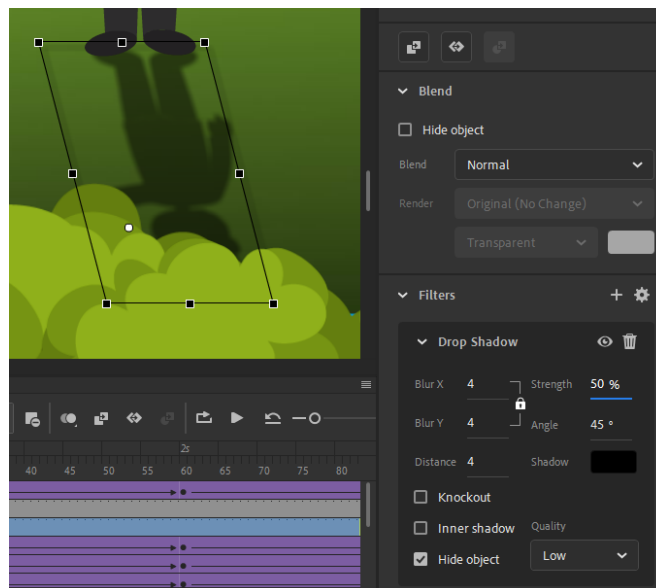 Blend
Hide object
Blend Normal
Render Original (No Change)
Transparent
Filters
Drop Shadow
Blur X 4 Strength 50 %
Blur Y 4 Angle 45 °
Distance 4 Shadow
Knockout
Inner shadow Quality
Hide object Low
2s
40 45 50 55 60 65 70 75 80